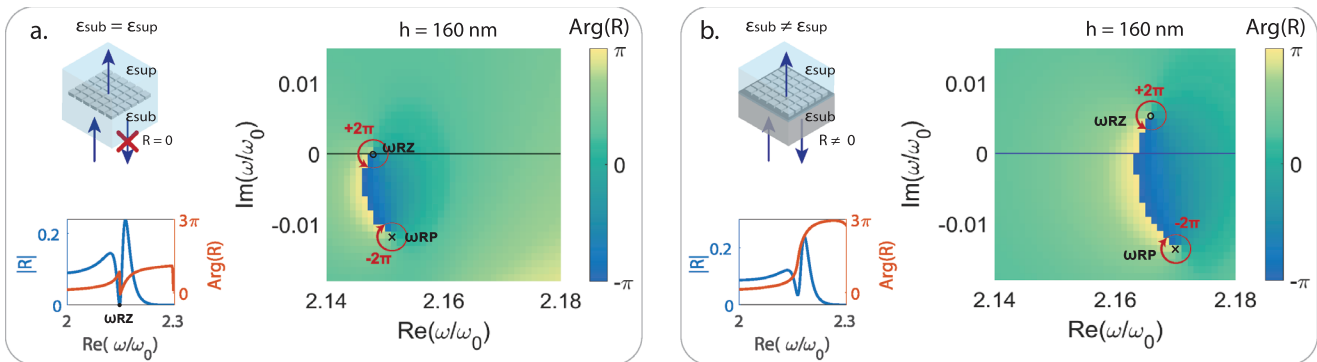 a.
εsub = εsup
εsup
εsub
R = 0
|R|
0.2
0
2
ωRZ
2.3
3π
0
Arg(R)
Re( ω/ω0)
h = 160 nm
Arg(R)
Im(ω/ω0)
0.01
0
-0.01
+2π
ωRZ
ωRP
-2π
2.14
2.16
2.18
Re(ω/ω0)
π
0
-π
b.
εsub ≠ εsup
εsup
εsub
R ≠ 0
|R|
0.2
0
2
2.3
3π
0
Arg(R)
Re( ω/ω0)
h = 160 nm
Arg(R)
Im(ω/ω0)
0.01
0
-0.01
+2π
ωRZ
-2π
ωRP
2.14
2.16
2.18
Re(ω/ω0)
π
0
-π